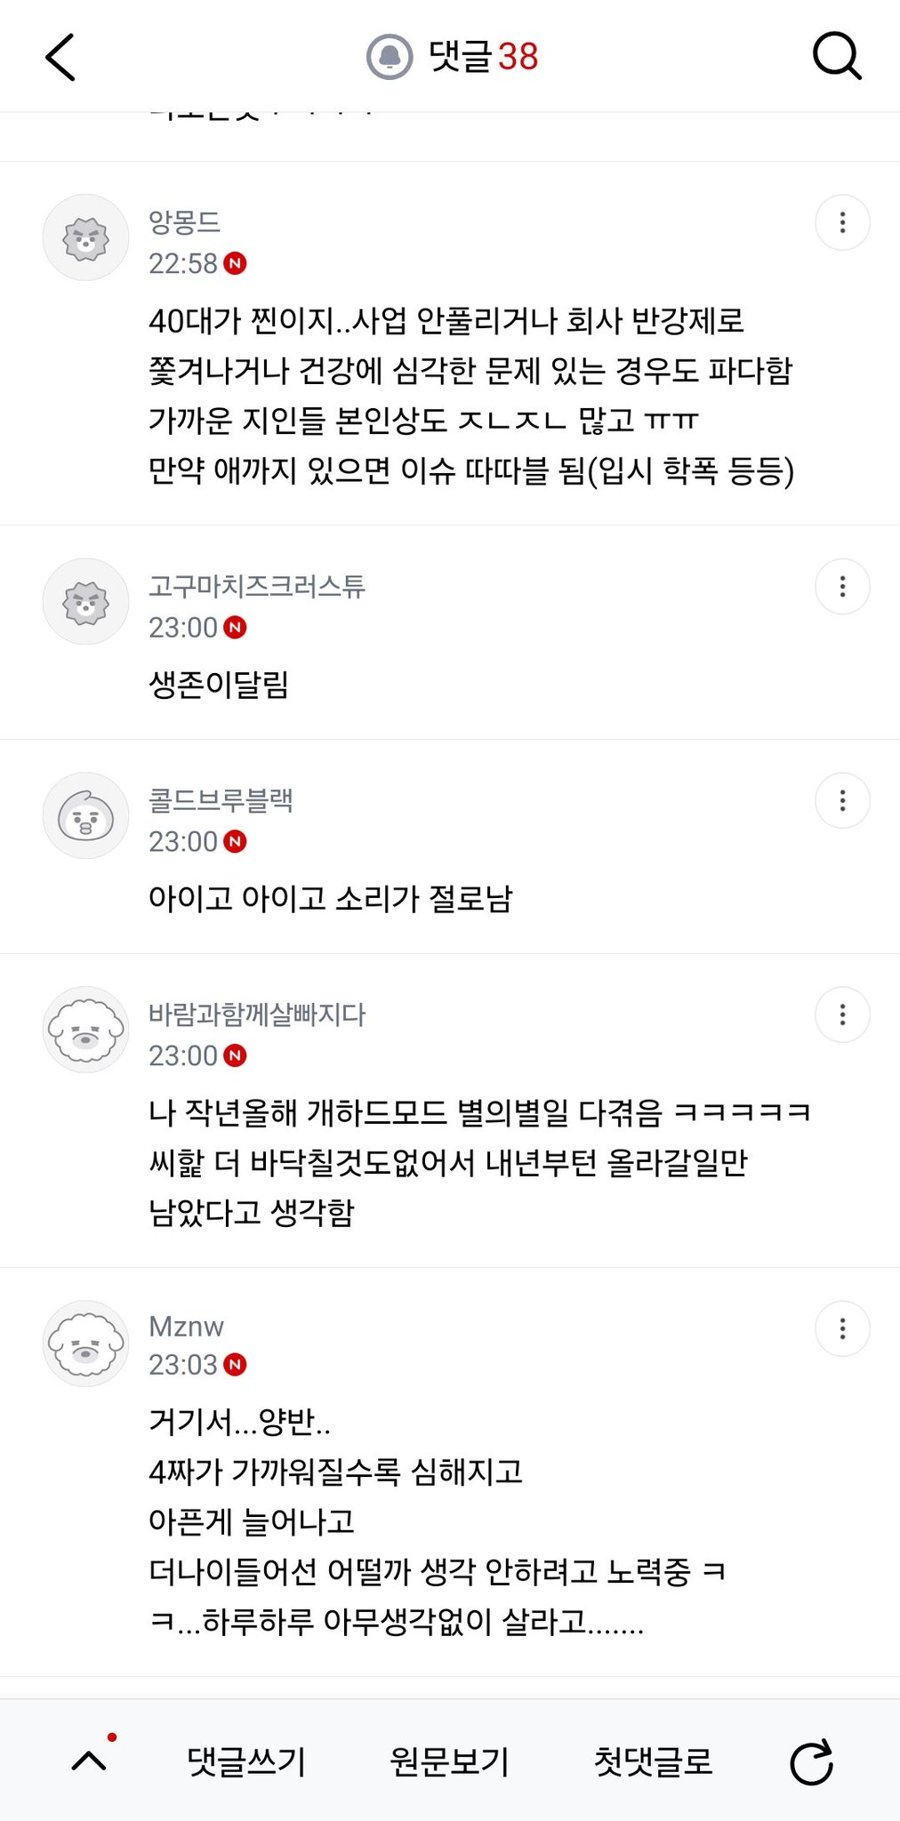 댓글 38
앙몽드
22:58 N
40대가 찐이지..사업 안풀리거나 회사 반강제로
쫓겨나거나 건강에 심각한 문제 있는 경우도 파다함
가까운 지인들 본인상도 ㅈㄴㅈㄴ 많고 ㅠㅠ
만약 애까지 있으면 이슈 따따블 됨(입시 학폭 등등)
고구마치즈크러스튜
23:00 N
생존이달림
콜드브루블랙
23:00 N
아이고 아이고 소리가 절로남
바람과함께살빠지다
23:00 N
나 작년올해 개하드모드 별의별일 다겪음 ㅋㅋㅋㅋㅋ
씨핥 더 바닥칠것도없어서 내년부턴 올라갈일만
남았다고 생각함
Mznw
23:03 N
거기서...양반..
4짜가 가까워질수록 심해지고
아픈게 늘어나고
더나이들어선 어떨까 생각 안하려고 노력중 ㅋ
ㅋ...하루하루 아무생각없이 살라고.......
댓글쓰기 원문보기 첫댓글로